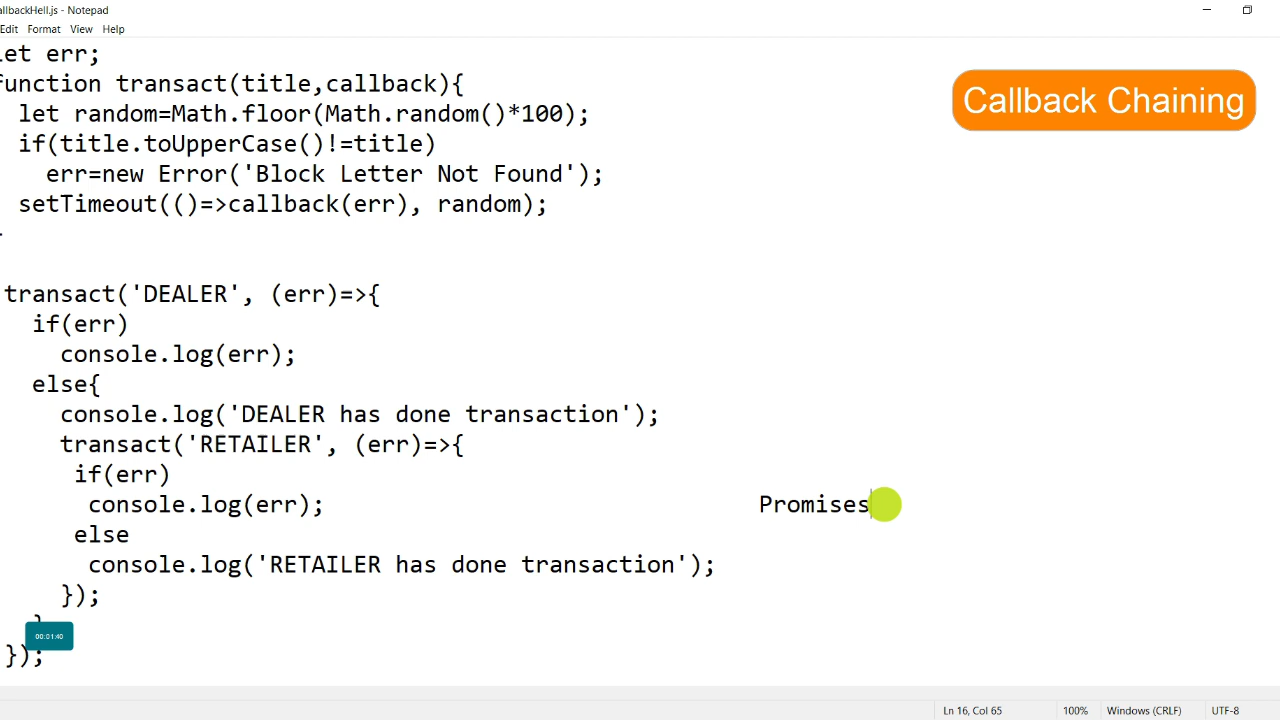 allbackHell.js - Notepad
Edit Format View Help
let err;
function transact(title,callback){
Callback Chaining
let random=Math.floor(Math.random()*100);
if(title.toUpperCase()!=title)
err=new Error('Block Letter Not Found');
setTimeout(()=>callback(err), random);
}
transact('DEALER', (err)=>{
if(err)
console.log(err);
else{
console.log('DEALER has done transaction');
transact('RETAILER', (err)=>{
if(err)
console.log(err); Promises
else
console.log('RETAILER has done transaction');
});
}
00:01:40
});
Ln 16, Col 65 100% Windows (CRLF) UTF-8